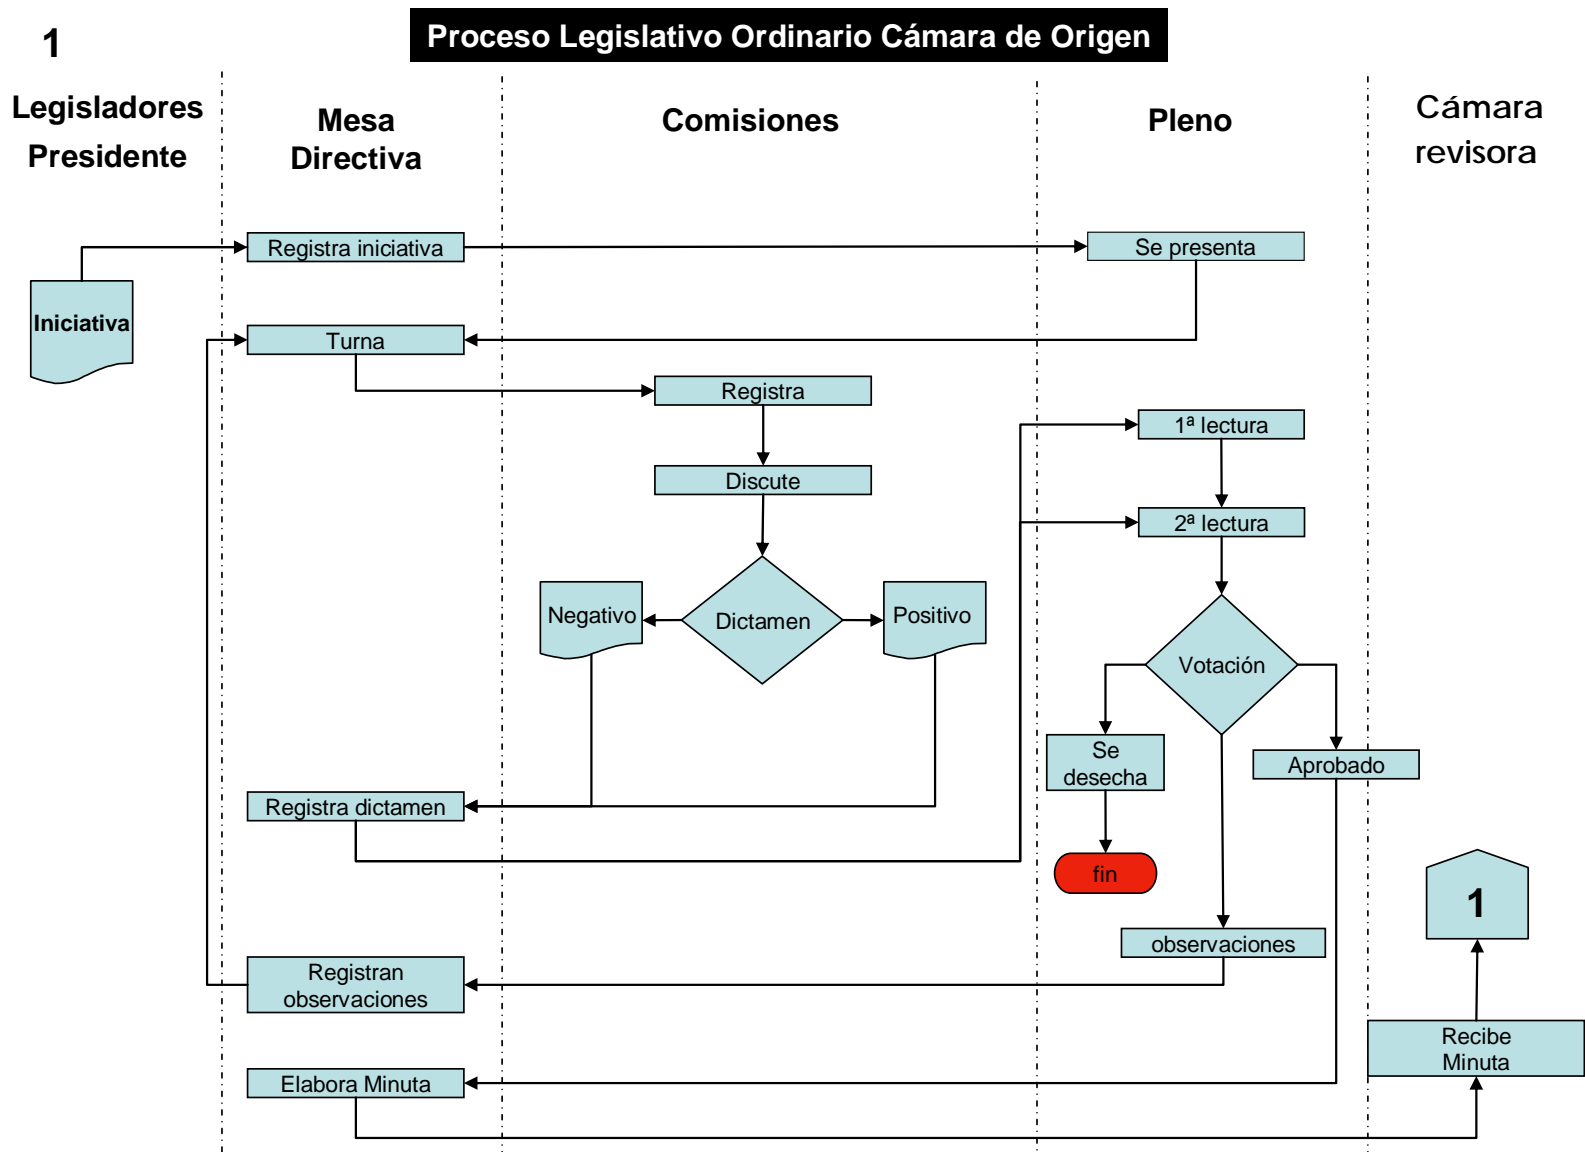 1
Proceso Legislativo Ordinario Cámara de Origen
Legisladores
Presidente
Mesa
Directiva
Comisiones
Pleno
Cámara
revisora
Registra iniciativa
Se presenta
Iniciativa
Turna
Registra
1ª lectura
Discute
2ª lectura
Negativo
Dictamen
Positivo
Votación
Se
desecha
Aprobado
Registra dictamen
fin
1
observaciones
Registran
observaciones
Recibe
Minuta
Elabora Minuta